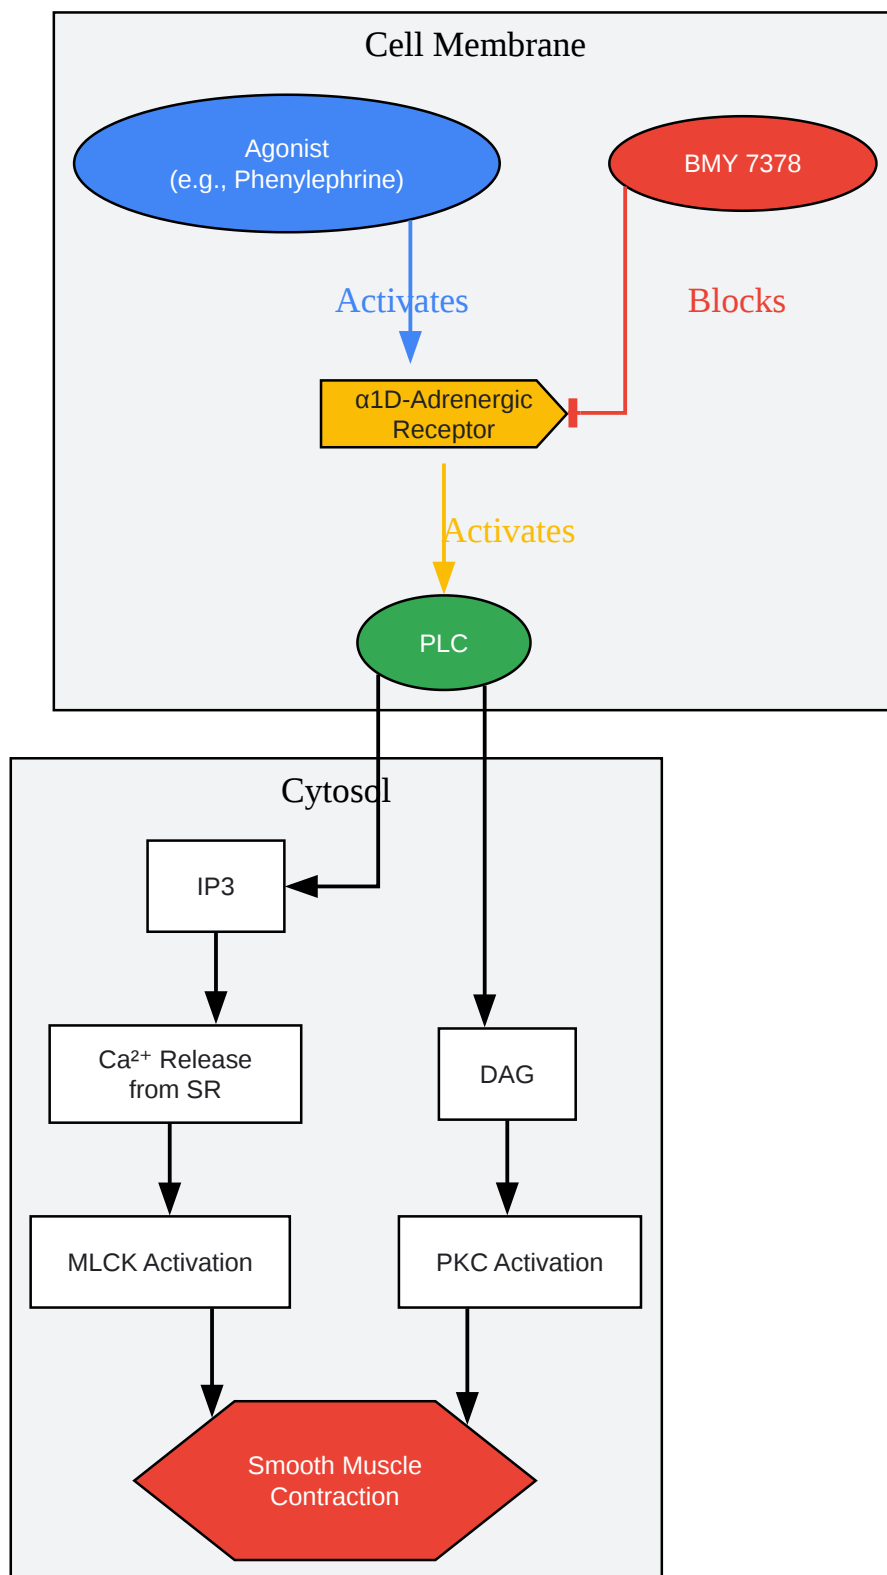 Cell Membrane
Agonist
(e.g., Phenylephrine)
BMY 7378
Activates
Blocks
α1D-Adrenergic
Receptor
Activates
PLC
Cytosol
IP3
Ca²⁺ Release
from SR
DAG
MLCK Activation
PKC Activation
Smooth Muscle
Contraction